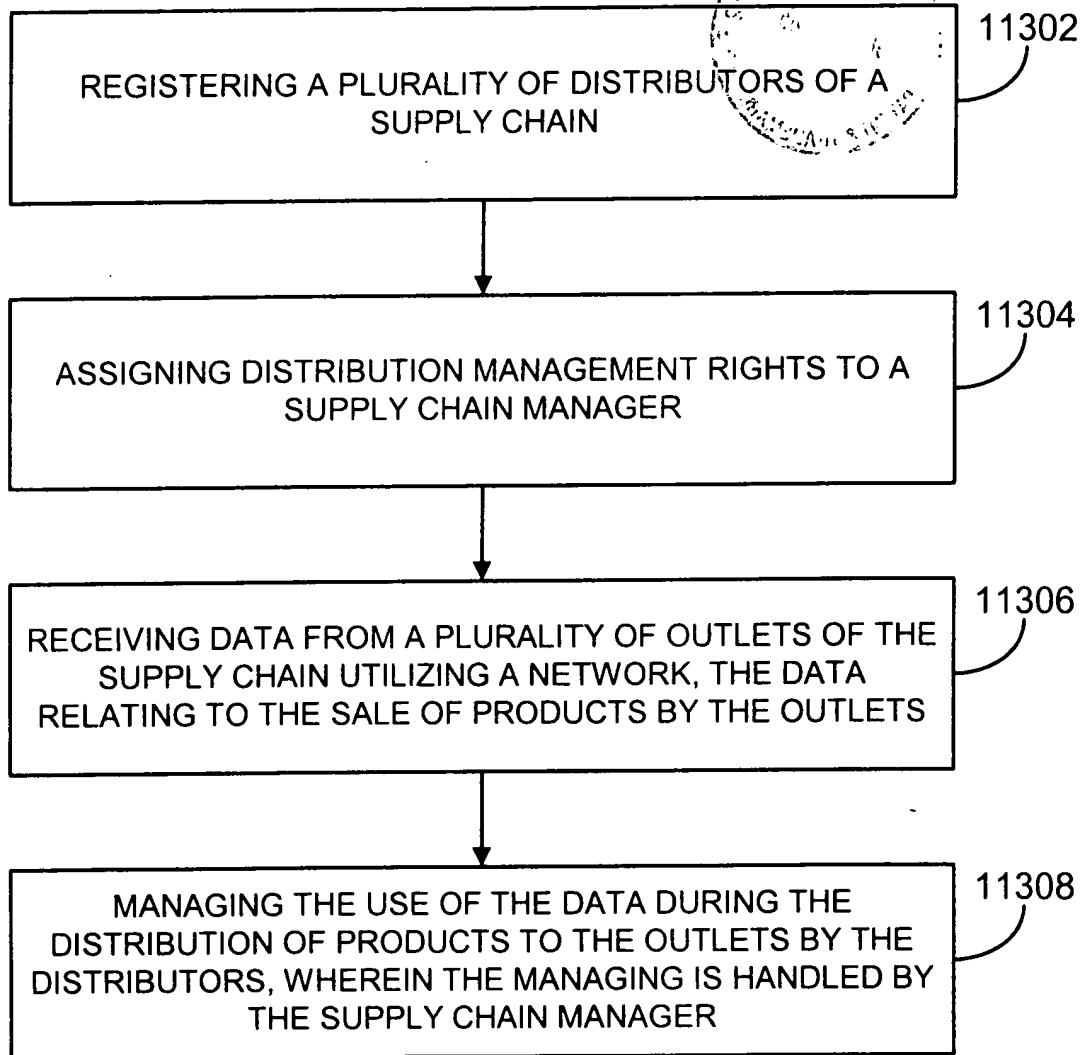 11302
REGISTERING A PLURALITY OF DISTRIBUTORS OF A
SUPPLY CHAIN
11304
ASSIGNING DISTRIBUTION MANAGEMENT RIGHTS TO A
SUPPLY CHAIN MANAGER
11306
RECEIVING DATA FROM A PLURALITY OF OUTLETS OF THE
SUPPLY CHAIN UTILIZING A NETWORK, THE DATA
RELATING TO THE SALE OF PRODUCTS BY THE OUTLETS
11308
MANAGING THE USE OF THE DATA DURING THE
DISTRIBUTION OF PRODUCTS TO THE OUTLETS BY THE
DISTRIBUTORS, WHEREIN THE MANAGING IS HANDLED BY
THE SUPPLY CHAIN MANAGER